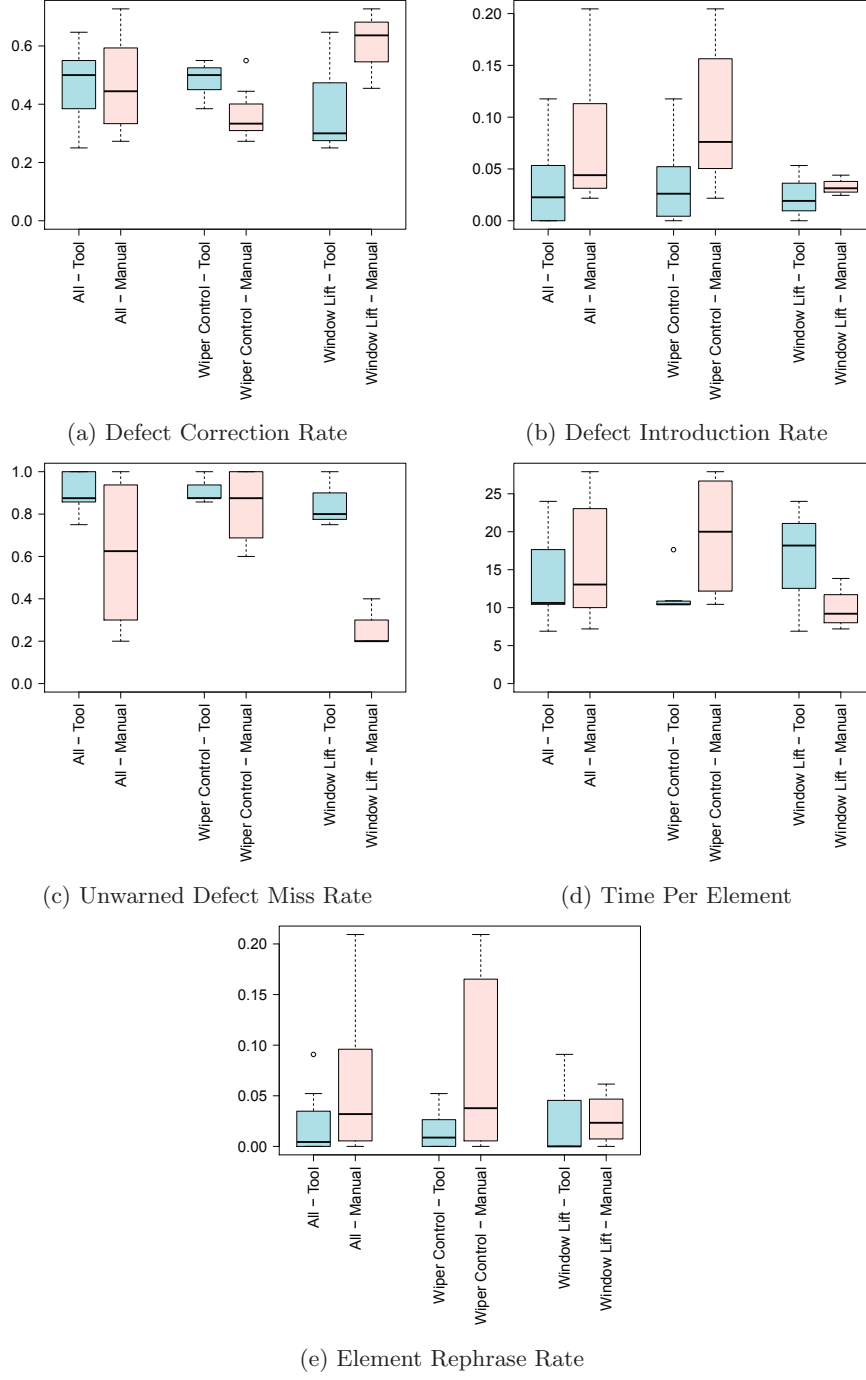 0.6
0.4
0.2
0.0
All − Tool
All − Manual
Wiper Control − Tool
Wiper Control − Manual
Window Lift − Tool
Window Lift − Manual
(a) Defect Correction Rate
0.20
0.15
0.10
0.05
0.00
All − Tool
All − Manual
Wiper Control − Tool
Wiper Control − Manual
Window Lift − Tool
Window Lift − Manual
(b) Defect Introduction Rate
1.0
0.8
0.6
0.4
0.2
0.0
All − Tool
All − Manual
Wiper Control − Tool
Wiper Control − Manual
Window Lift − Tool
Window Lift − Manual
(c) Unwarned Defect Miss Rate
25
20
15
10
5
0
All − Tool
All − Manual
Wiper Control − Tool
Wiper Control − Manual
Window Lift − Tool
Window Lift − Manual
(d) Time Per Element
0.20
0.15
0.10
0.05
0.00
All − Tool
All − Manual
Wiper Control − Tool
Wiper Control − Manual
Window Lift − Tool
Window Lift − Manual
(e) Element Rephrase Rate